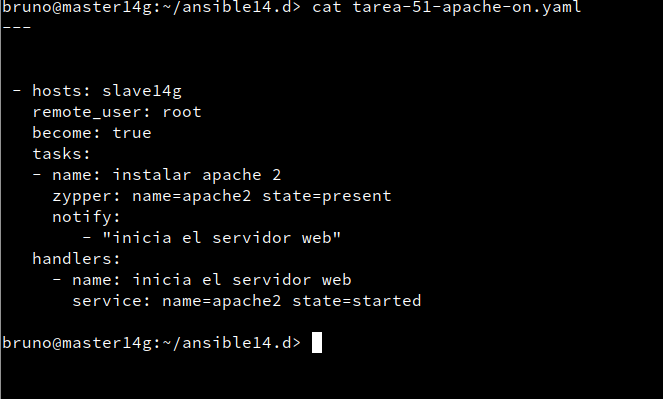 bruno@master14g:~/ansible14.d> cat tarea-51-apache-on.yaml
---
- hosts: slave14g
remote_user: root
become: true
tasks:
- name: instalar apache 2
zypper: name=apache2 state=present
notify:
- "inicia el servidor web"
handlers:
- name: inicia el servidor web
service: name=apache2 state=started
bruno@master14g:~/ansible14.d>